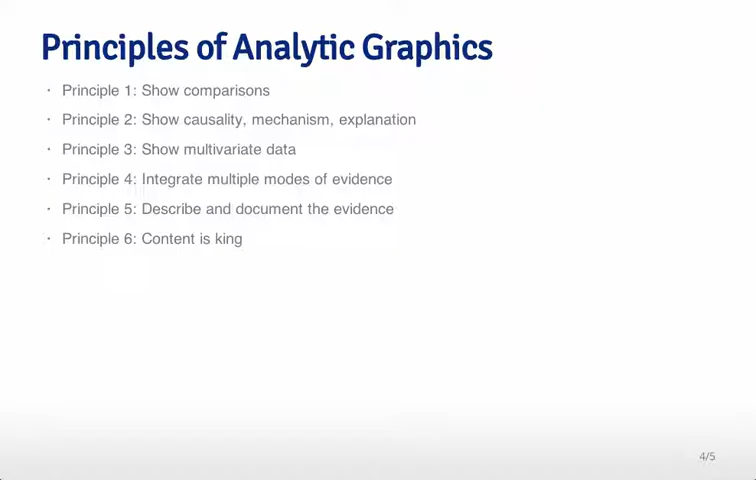 Principles of Analytic Graphics
· Principle 1: Show comparisons
· Principle 2: Show causality, mechanism, explanation
· Principle 3: Show multivariate data
· Principle 4: Integrate multiple modes of evidence
· Principle 5: Describe and document the evidence
· Principle 6: Content is king
4/5